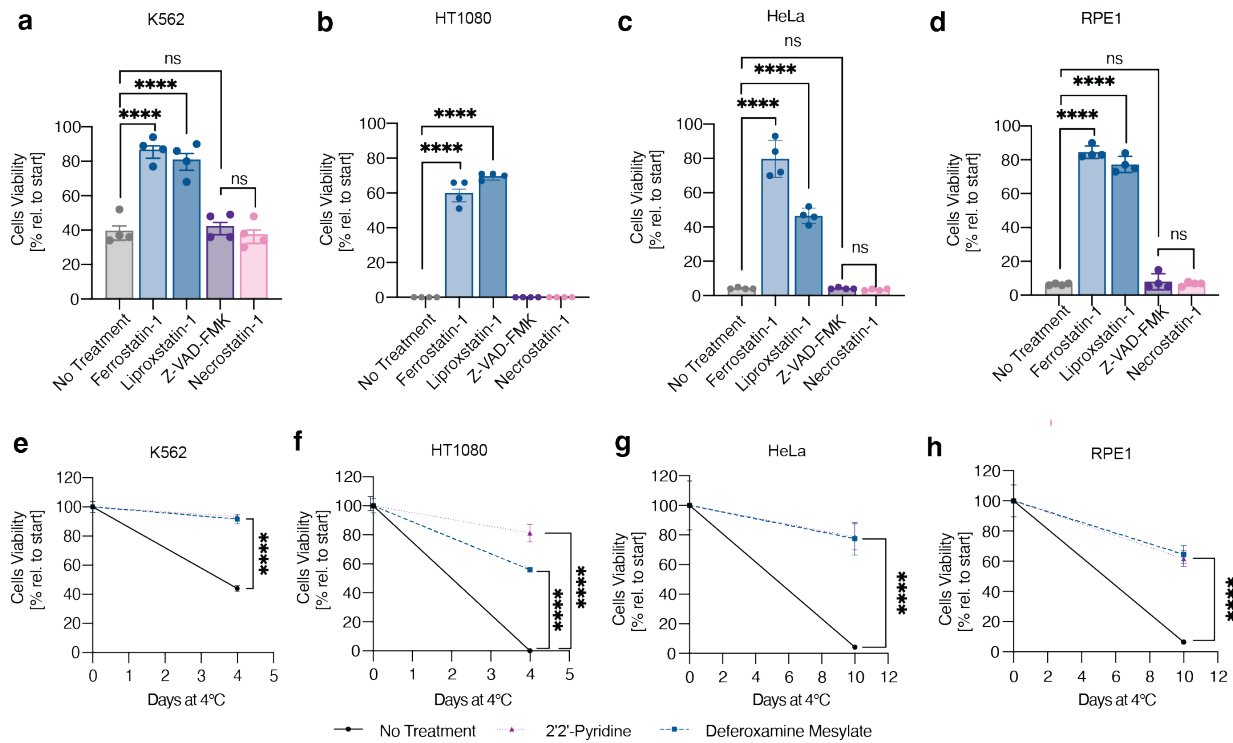 a
K562
ns
****
****
ns
Cells Viability
[% rel. to start]
100
80
60
40
20
0
No Treatment
Ferrostatin-1
Liproxstatin-1
Z-VAD-FMK
Necrostatin-1
b
HT1080
****
****
Cells Viability
[% rel. to start]
100
80
60
40
20
0
No Treatment
Ferrostatin-1
Liproxstatin-1
Z-VAD-FMK
Necrostatin-1
c
HeLa
ns
****
****
ns
Cells Viability
[% rel. to start]
100
80
60
40
20
0
No Treatment
Ferrostatin-1
Liproxstatin-1
Z-VAD-FMK
Necrostatin-1
d
RPE1
ns
****
****
ns
Cells Viability
[% rel. to start]
100
80
60
40
20
0
No Treatment
Ferrostatin-1
Liproxstatin-1
Z-VAD-FMK
Necrostatin-1
e
K562
Cells Viability
[% rel. to start]
120
100
80
60
40
20
0
****
0 1 2 3 4 5
Days at 4°C
f
HT1080
Cells Viability
[% rel. to start]
120
100
80
60
40
20
0
****
****
0 1 2 3 4 5
Days at 4°C
g
HeLa
Cells Viability
[% rel. to start]
120
100
80
60
40
20
0
****
0 2 4 6 8 10 12
Days at 4°C
h
RPE1
Cells Viability
[% rel. to start]
120
100
80
60
40
20
0
****
0 2 4 6 8 10 12
Days at 4°C
No Treatment
2'2'-Pyridine
Deferoxamine Mesylate